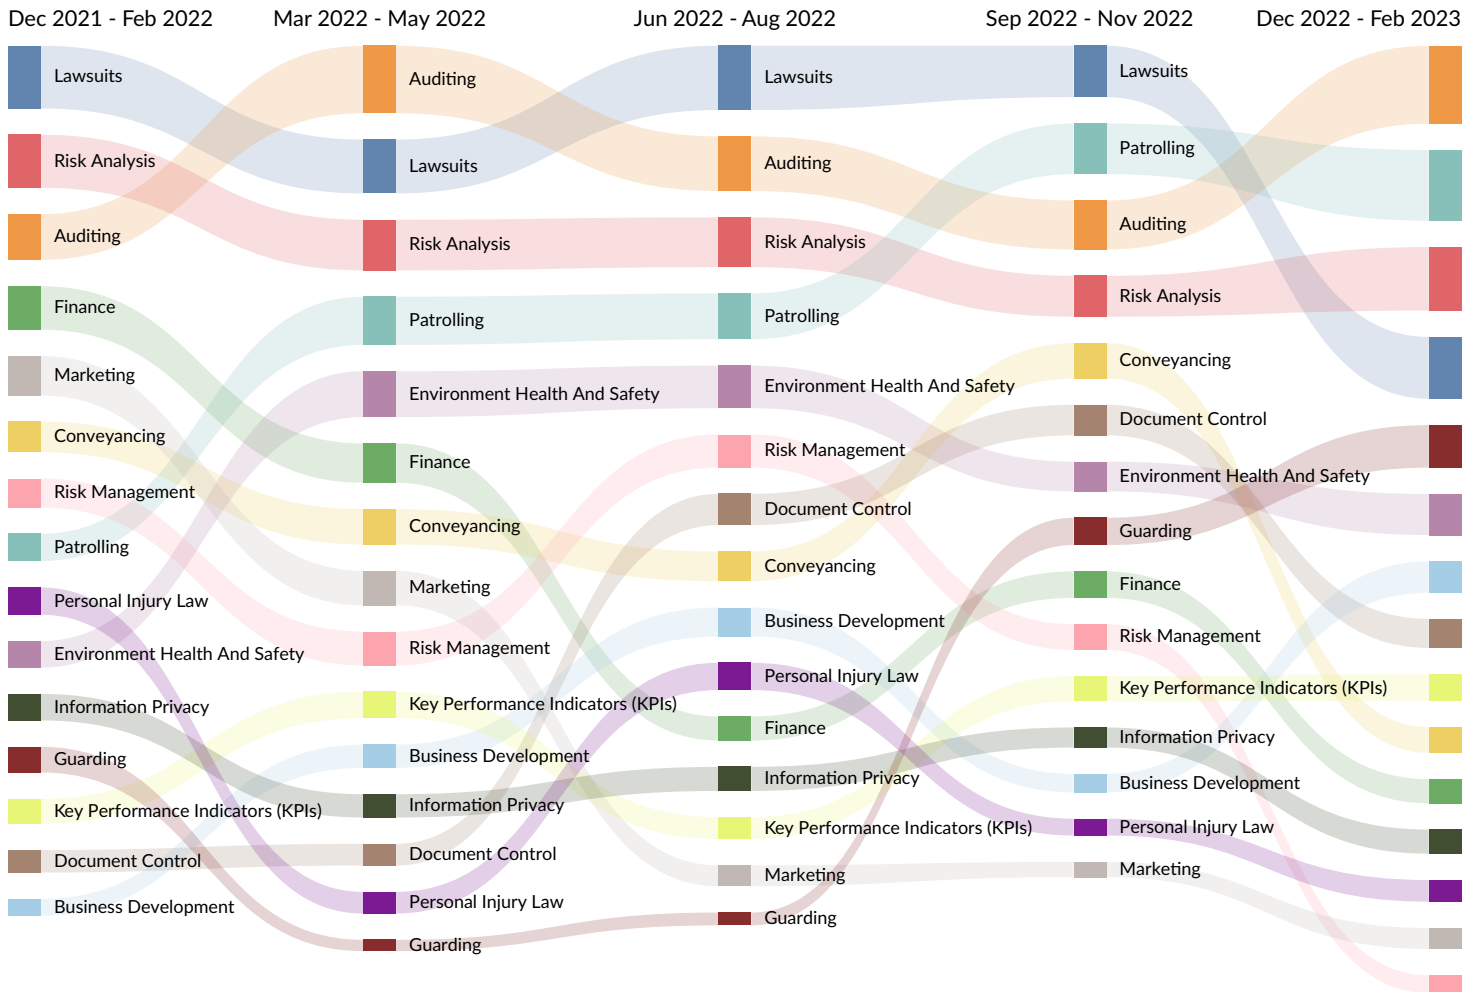 Dec 2021 - Feb 2022
Mar 2022 - May 2022
Jun 2022 - Aug 2022
Sep 2022 - Nov 2022
Dec 2022 - Feb 2023
Lawsuits
Risk Analysis
Auditing
Finance
Marketing
Conveyancing
Risk Management
Patrolling
Personal Injury Law
Environment Health And Safety
Information Privacy
Guarding
Key Performance Indicators (KPIs)
Document Control
Business Development
Auditing
Lawsuits
Risk Analysis
Patrolling
Environment Health And Safety
Finance
Conveyancing
Marketing
Risk Management
Key Performance Indicators (KPIs)
Business Development
Information Privacy
Document Control
Personal Injury Law
Guarding
Lawsuits
Auditing
Risk Analysis
Patrolling
Environment Health And Safety
Risk Management
Document Control
Conveyancing
Business Development
Personal Injury Law
Finance
Information Privacy
Key Performance Indicators (KPIs)
Marketing
Guarding
Lawsuits
Patrolling
Auditing
Risk Analysis
Conveyancing
Document Control
Environment Health And Safety
Guarding
Finance
Risk Management
Key Performance Indicators (KPIs)
Information Privacy
Business Development
Personal Injury Law
Marketing